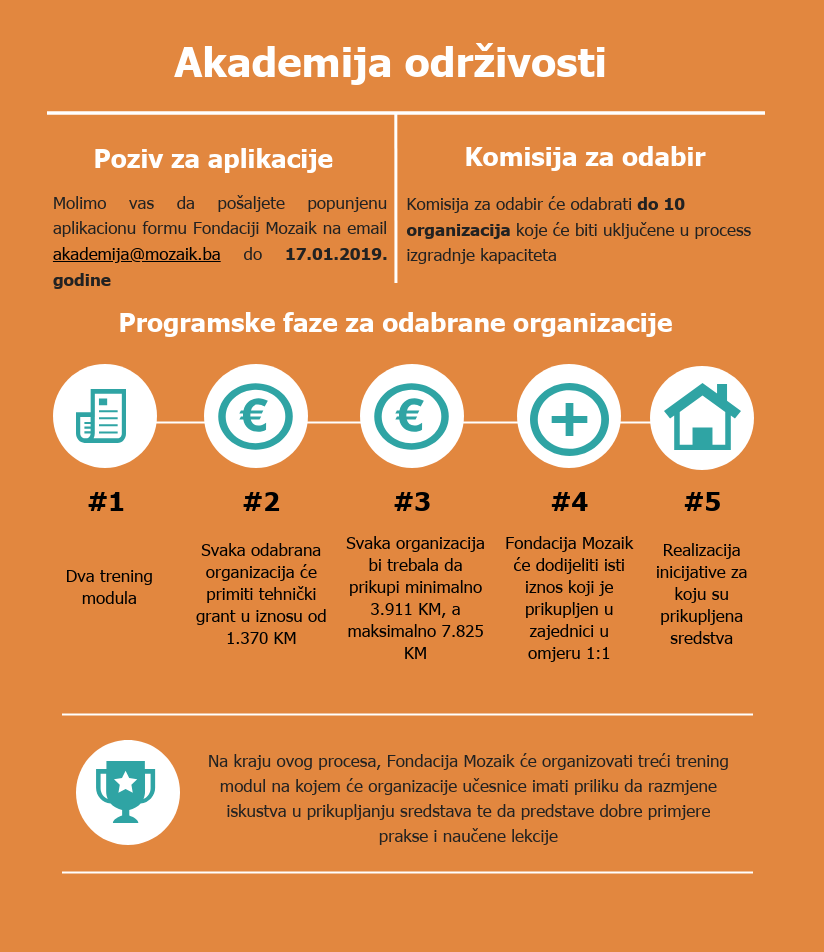 Akademija održivosti
Poziv za aplikacije
Molimo vas da pošaljete popunjenu
aplikacionu formu Fondaciji Mozaik na email
akademija@mozaik.ba do 17.01.2019.
godine
Komisija za odabir
Komisija za odabir će odabrati do 10
organizacija koje će biti uključene u process
izgradnje kapaciteta
Programske faze za odabrane organizacije
#1
Dva trening
modula
#2
Svaka odabrana
organizacija će
primiti tehnički
grant u iznosu od
1.370 KM
#3
Svaka organizacija
bi trebala da
prikupi minimalno
3.911 KM, a
maksimalno 7.825
KM
#4
Fondacija Mozaik
će dodijeliti isti
iznos koji je
prikupljen u
zajednici u
omjeru 1:1
#5
Realizacija
inicijative za
koju su
prikupljena
sredstva
Na kraju ovog procesa, Fondacija Mozaik će organizovati treći trening
modul na kojem će organizacije učesnice imati priliku da razmjene
iskustva u prikupljanju sredstava te da predstave dobre primjere
prakse i naučene lekcije